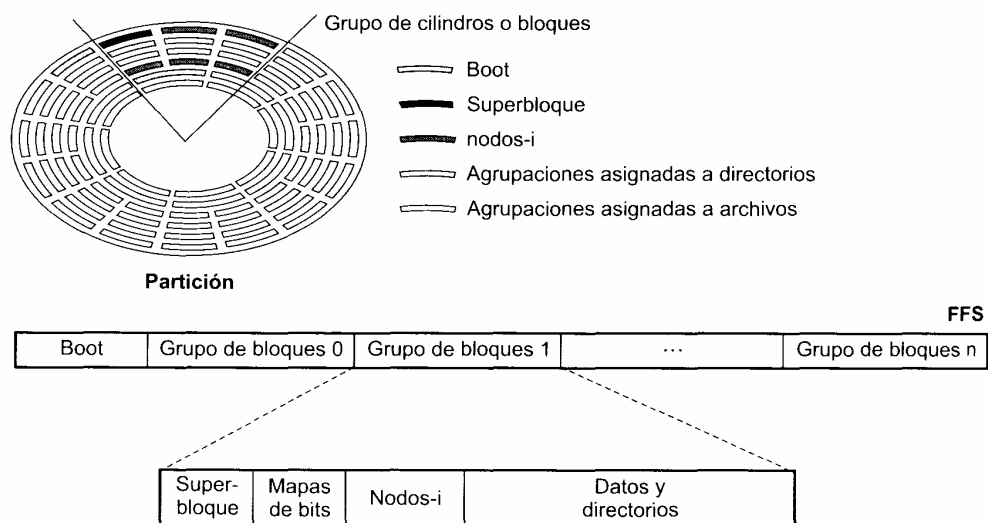 Grupo de cilindros o bloques
Boot
Superbloque
nodos-i
Agrupaciones asignadas a directorios
Agrupaciones asignadas a archivos
Partición
FFS
Boot
Grupo de bloques 0
Grupo de bloques 1
...
Grupo de bloques n
Super-
bloque
Mapas
de bits
Nodos-i
Datos y
directorios